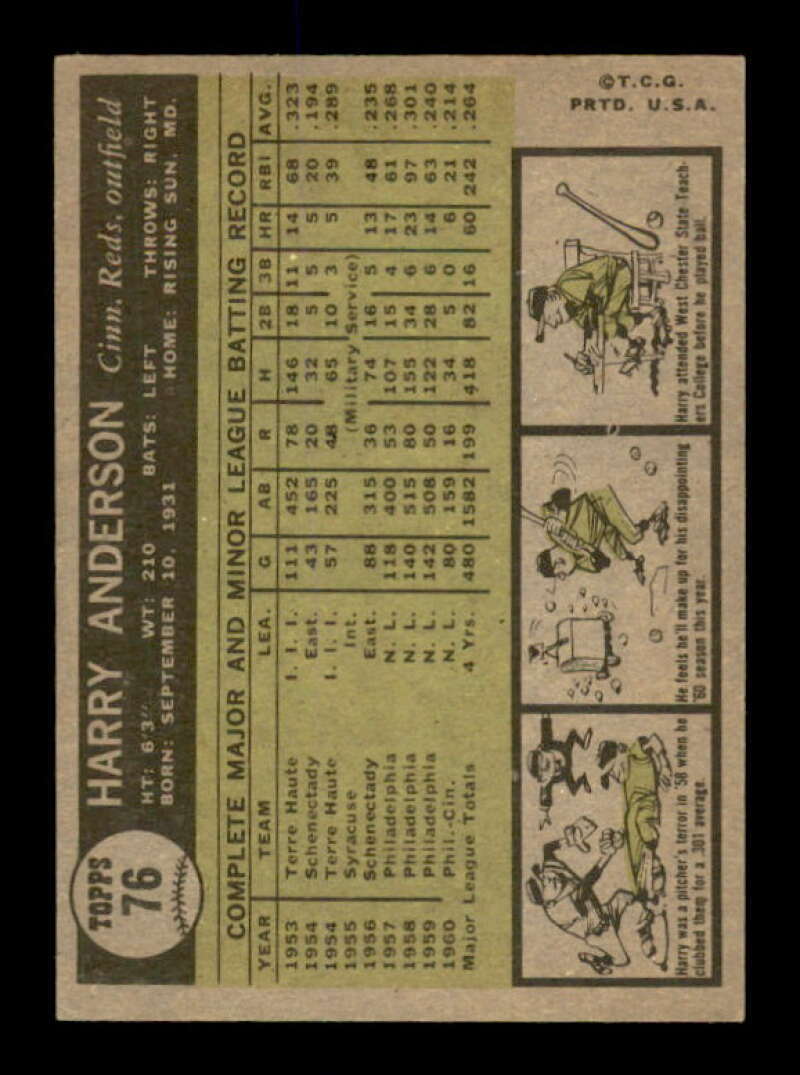 TOPPS
76
HARRY ANDERSON Cinn. Reds, outfield
HT: 6'3" WT: 210 BATS: LEFT THROWS: RIGHT
BORN: SEPTEMBER 10, 1931 HOME: RISING SUN, MD.
COMPLETE MAJOR AND MINOR LEAGUE BATTING RECORD
YEAR TEAM LEA. G AB R H 2B 3B HR RBI AVG.
1953 Terre Haute I. I. I. 111 452 78 146 18 11 14 68 .323
1954 Schenectady East. 43 165 20 32 5 5 5 20 .194
1954 Terre Haute I. I. I. 57 225 48 65 10 3 5 39 .289
1955 Syracuse Int. (Military Service)
1956 Schenectady East. 88 315 36 74 16 5 13 48 .235
1957 Philadelphia N. L. 118 400 53 107 15 4 17 61 .268
1958 Philadelphia N. L. 140 515 80 155 34 6 23 97 .301
1959 Philadelphia N. L. 142 508 50 122 28 6 14 63 .240
1960 Phil.-Cin. N. L. 80 159 16 34 5 0 6 21 .214
Major League Totals 4 Yrs. 480 1582 199 418 82 16 60 242 .264
Harry was a pitcher's terror in '58 when he
clubbed them for a .301 average.
He feels he'll make up for his disappointing
'60 season this year.
Harry attended West Chester State Teach-
ers College before he played ball.
©T.C.G.
PRTD. U.S.A.